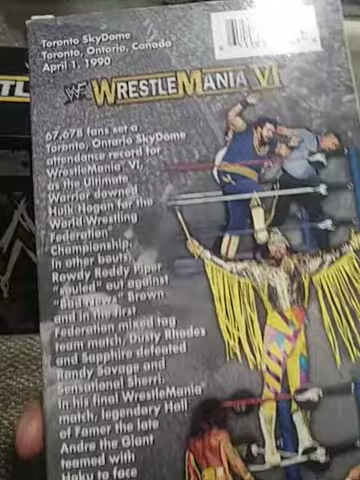 Toronto SkyDome
Toronto, Ontario, Canada
April 1, 1990
WF WRESTLEMANIA VI
67,678 fans set a
Toronto, Ontario SkyDome
attendance record for
WrestleMania VI
as the Ultimate
Warrior downed
Hulk Hogan for the
World Wrestling
Federation
Championship.
In other bouts,
Rowdy Roddy Piper
"dueled" out against
"Bad News" Brown
and in the first
Federation mixed tag
team match, Dusty Rhodes
and Sapphire defeated
Randy Savage and
Sensational Sherri.
In his final WrestleMania
match, legendary Hall
of Famer the late
Andre the Giant
teamed with
Haku to face